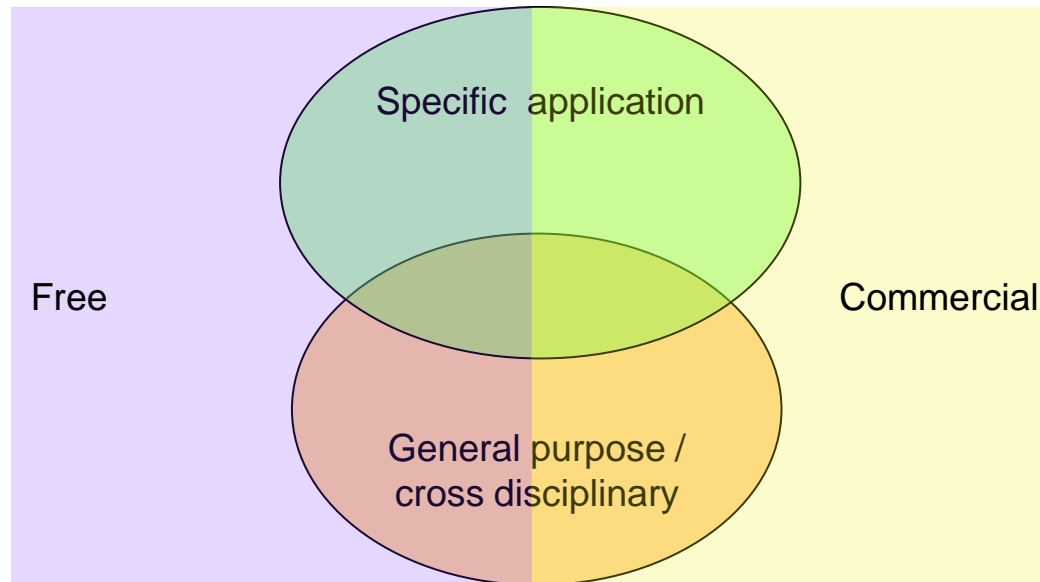 Specific application
Free
Commercial
General purpose /
cross disciplinary